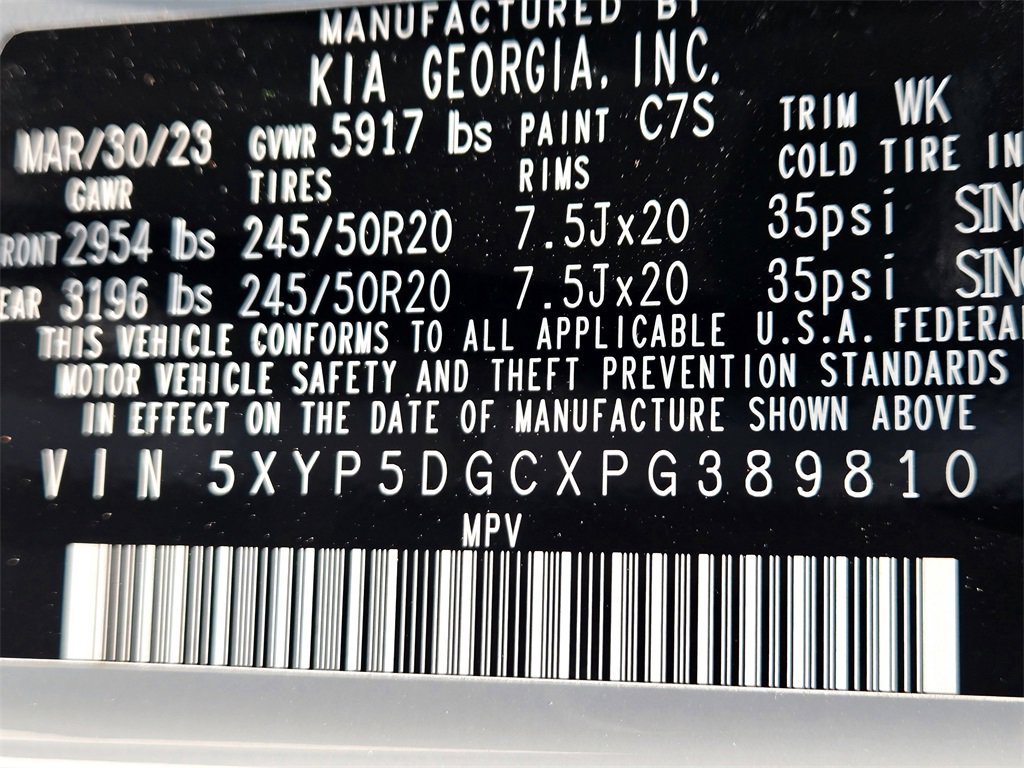 MANUFACTURED BY
KIA GEORGIA, INC.
MAR/30/23 GVWR 5917 lbs PAINT C7S TRIM WK
GAWR TIRES RIMS COLD TIRE IN
RONT 2954 lbs 245/50R20 7.5Jx20 35psi SING
EAR 3196 lbs 245/50R20 7.5Jx20 35psi SING
THIS VEHICLE CONFORMS TO ALL APPLICABLE U.S.A. FEDERA
MOTOR VEHICLE SAFETY AND THEFT PREVENTION STANDARDS
IN EFFECT ON THE DATE OF MANUFACTURE SHOWN ABOVE
VIN 5XYP5DGCXPG389810
MPV